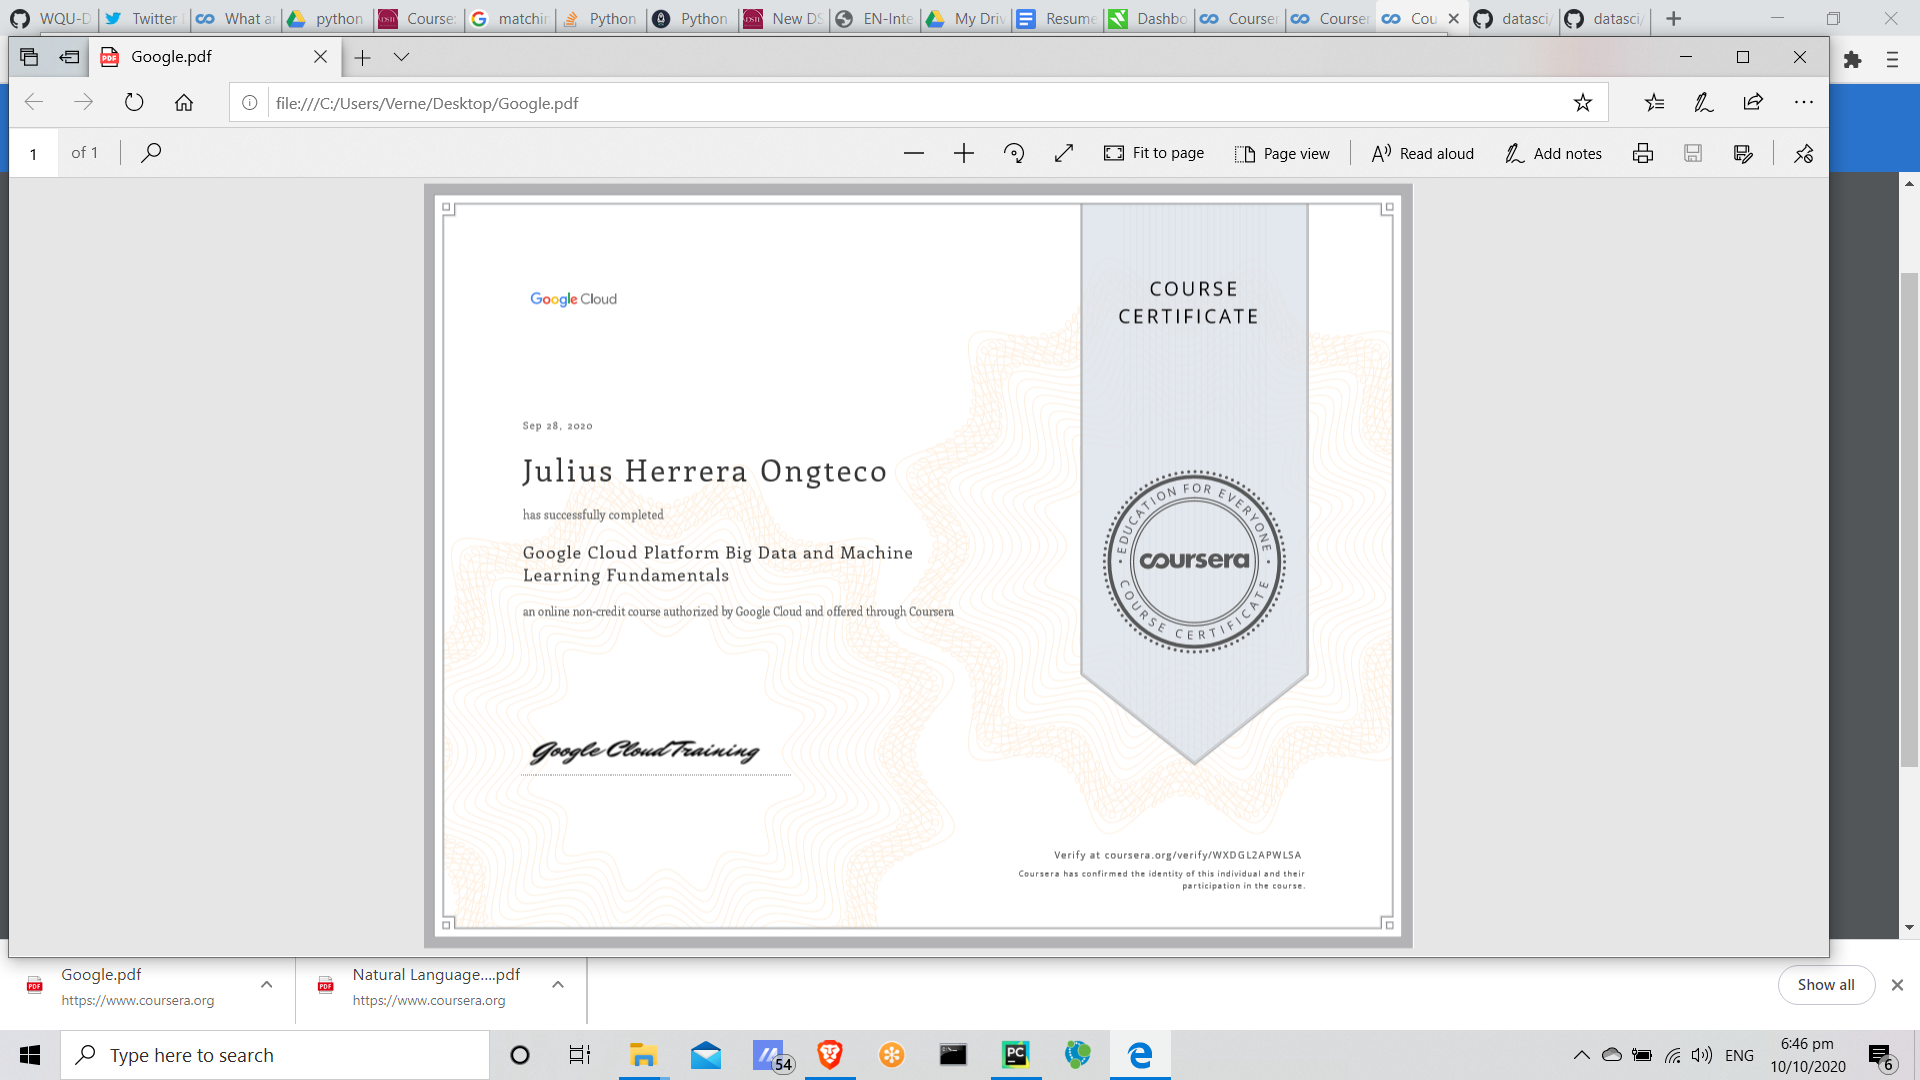 WQU-D
Twitter
What ar
python
Course:
matchin
Python
Python
New DS
EN-Inte
My Driv
Resume
Dashbo
Courser
Courser
Cou
datasci/
datasci/
Google.pdf
file:///C:/Users/Verne/Desktop/Google.pdf
1 of 1
Fit to page
Page view
Read aloud
Add notes
Google Cloud
COURSE
CERTIFICATE
Sep 28, 2020
Julius Herrera Ongteco
has successfully completed
Google Cloud Platform Big Data and Machine
Learning Fundamentals
an online non-credit course authorized by Google Cloud and offered through Coursera
EDUCATION FOR EVERYONE
coursera
COURSE CERTIFICATE
Google Cloud Training
Verify at coursera.org/verify/WXDGL2APWLSA
Coursera has confirmed the identity of this individual and their
participation in the course.
Google.pdf
https://www.coursera.org
Natural Language....pdf
https://www.coursera.org
Show all
Type here to search
54
PC
ENG
6:46 pm
10/10/2020
6